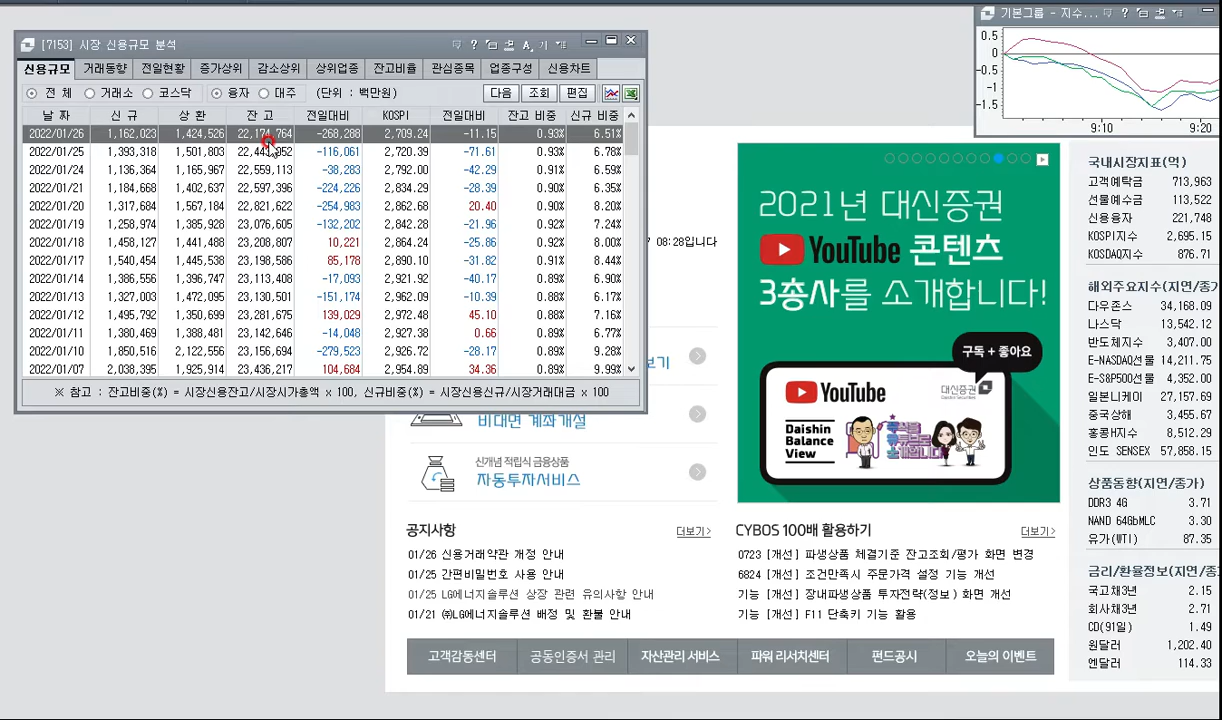 [7153] 시장 신용규모 분석
신용규모 거래동향 전일현황 증가상위 감소상위 상위업종 잔고비율 관심종목 업종구성 신용차트
전 체 거래소 코스닥 융자 대주 (단위 : 백만원) 다음 조회 편집
날 짜 신 규 상 환 잔 고 전일대비 KOSPI 전일대비 잔고 비중 신규 비중
2022/01/26 1,162,023 1,424,526 22,174,764 -268,288 2,709.24 -11.15 0.93% 6.51%
2022/01/25 1,393,318 1,501,803 -116,061 2,720.39 -71.61 0.93% 6.78%
2022/01/24 1,136,364 1,165,967 22,559,113 -38,283 2,792.00 -42.29 0.91% 6.59%
2022/01/21 1,184,668 1,402,637 22,597,396 -224,226 2,834.29 -28.39 0.90% 6.35%
2022/01/20 1,317,684 1,567,184 22,821,622 -254,983 2,862.68 20.40 0.90% 8.20%
2022/01/19 1,258,974 1,385,928 23,076,605 -132,202 2,842.28 -21.96 0.92% 7.24%
2022/01/18 1,458,127 1,441,488 23,208,807 10,221 2,864.24 -25.86 0.92% 8.00%
2022/01/17 1,540,454 1,445,538 23,198,586 85,178 2,890.10 -31.82 0.91% 8.44%
2022/01/14 1,386,556 1,396,747 23,113,408 -17,093 2,921.92 -40.17 0.89% 6.90%
2022/01/13 1,327,003 1,472,095 23,130,501 -151,174 2,962.09 -10.39 0.88% 6.17%
2022/01/12 1,495,792 1,350,699 23,281,675 139,029 2,972.48 45.10 0.88% 7.16%
2022/01/11 1,380,469 1,388,481 23,142,646 -14,048 2,927.38 0.66 0.89% 6.77%
2022/01/10 1,850,516 2,122,556 23,156,694 -279,523 2,926.72 -28.17 0.89% 9.28%
2022/01/07 2,038,395 1,925,914 23,436,217 104,684 2,954.89 34.36 0.89% 9.99%
※ 참고 : 잔고비중(%) = 시장신용잔고/시장시가총액 x 100, 신규비중(%) = 시장신용신규/시장거래대금 x 100
기본그룹 - 지수...
0.5
0
-0.5
-1
-1.5
9:10 9:20
08:28입니다
보기
비대면 계좌개설
신개념 적립식 금융상품
자동투자서비스
2021년 대신증권
YouTube 콘텐츠
3총사를 소개합니다!
구독 + 좋아요
YouTube
대신증권
Daishin
Balance
View
국내시장지표(억)
고객예탁금 713,963
선물예수금 113,522
신용융자 221,748
KOSPI지수 2,695.15
KOSDAQ지수 876.71
해외주요지수(지연/종가
다우존스 34,168.09
나스닥 13,542.12
반도체지수 3,407.00
E-NASDAQ선물 14,211.75
E-S&P500선물 4,352.00
일본니케이 27,157.69
중국상해 3,455.67
홍콩H지수 8,512.29
인도 SENSEX 57,858.15
상품동향(지연/종가)
DDR3 4G 3.71
NAND 64GbMLC 3.30
유가(WTI) 87.35
금리/환율정보(지연/종
국고채3년 2.15
회사채3년 2.71
CD(91일) 1.49
원달러 1,202.40
엔달러 114.33
공지사항 더보기>
01/26 신용거래약관 개정 안내
01/25 간편비밀번호 사용 안내
01/25 LG에너지솔루션 상장 관련 유의사항 안내
01/21 ㈜LG에너지솔루션 배정 및 환불 안내
CYBOS 100배 활용하기 더보기>
0723 [개선] 파생상품 체결기준 잔고조회/평가 화면 변경
6824 [개선] 조건만족시 주문가격 설정 기능 개선
기능 [개선] 장내파생상품 투자전략(정보) 화면 개선
기능 [개선] F11 단축키 기능 활용
고객감동센터 공동인증서 관리 자산관리 서비스 파워 리서치센터 펀드공시 오늘의 이벤트